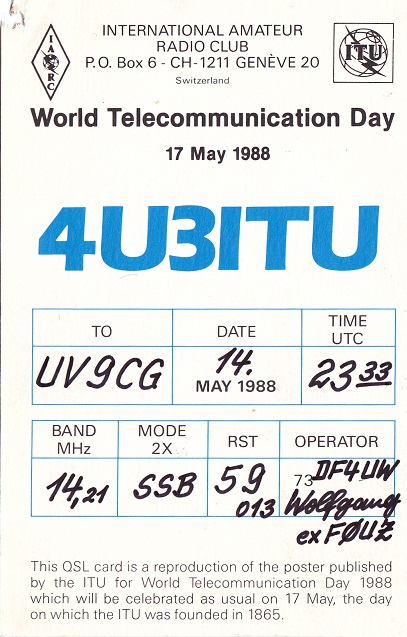 INTERNATIONAL AMATEUR
RADIO CLUB
P.O. Box 6 - CH-1211 GENÈVE 20
Switzerland
IARC
ITU
World Telecommunication Day
17 May 1988
4U3ITU
TO
DATE
TIME
UTC
UV9CG
14.
MAY 1988
23 33
BAND
MHz
MODE
2X
RST
OPERATOR
14,21
SSB
59
013
73 DF4UW
Wolfgang
ex FØUZ
This QSL card is a reproduction of the poster published
by the ITU for World Telecommunication Day 1988
which will be celebrated as usual on 17 May, the day
on which the ITU was founded in 1865.